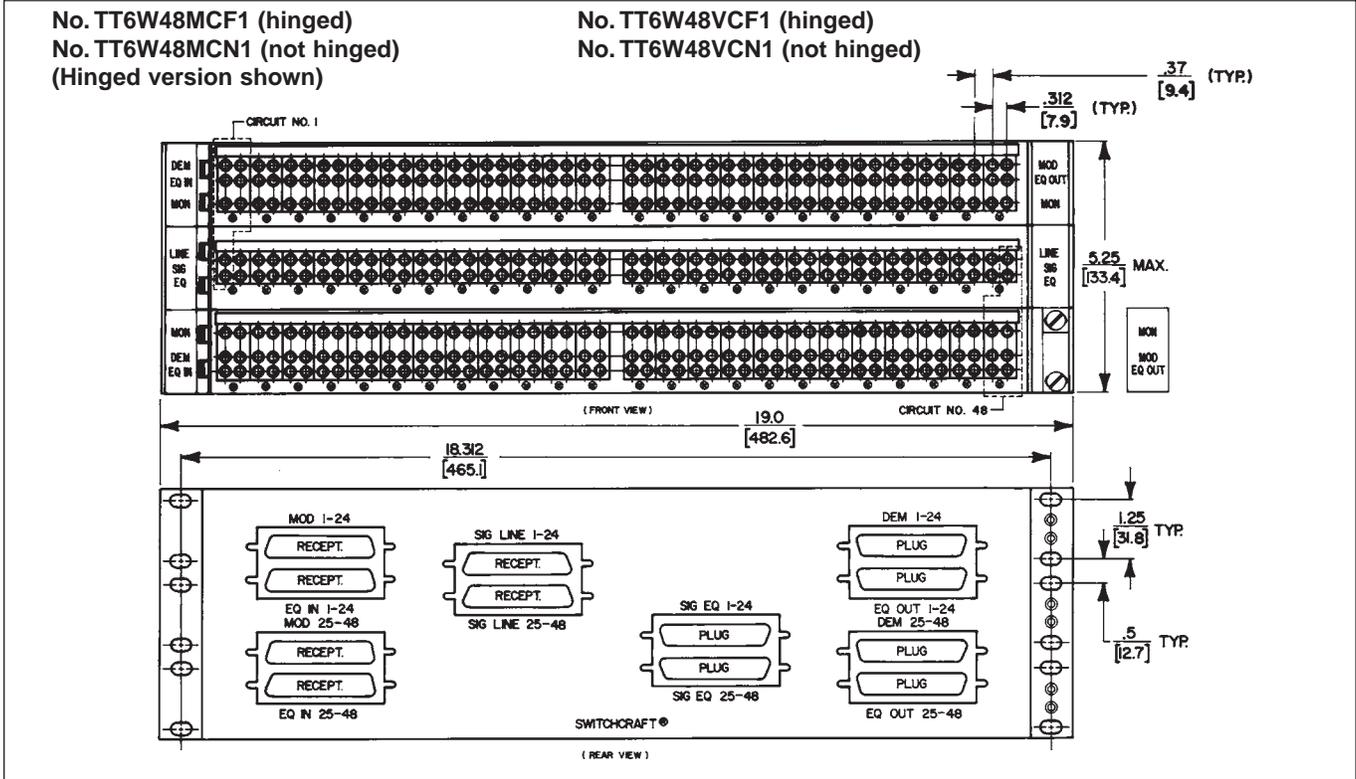 No. TT6W48MCF1 (hinged)
No. TT6W48MCN1 (not hinged)
(Hinged version shown)
No. TT6W48VCF1 (hinged)
No. TT6W48VCN1 (not hinged)
.37
[9.4]
(TYP.)
.312
[7.9]
(TYP.)
CIRCUIT NO. 1
DEM
EQ IN
MON
LINE
SIG
EQ
MON
DEM
EQ IN
MOD
EQ OUT
MON
LINE
SIG
EQ
5.25
[133.4]
MAX.
MON
MOD
EQ OUT
(FRONT VIEW)
CIRCUIT NO. 48
19.0
[482.6]
18.312
[465.1]
MOD 1-24
RECEPT.
RECEPT.
EQ IN 1-24
MOD 25-48
RECEPT.
RECEPT.
EQ IN 25-48
SIG LINE 1-24
RECEPT.
RECEPT.
SIG LINE 25-48
SIG EQ 1-24
PLUG
PLUG
SIG EQ 25-48
DEM 1-24
PLUG
PLUG
EQ OUT 1-24
DEM 25-48
PLUG
PLUG
EQ OUT 25-48
1.25
[31.8]
TYP.
.5
[12.7]
TYP.
SWITCHCRAFT®
(REAR VIEW)